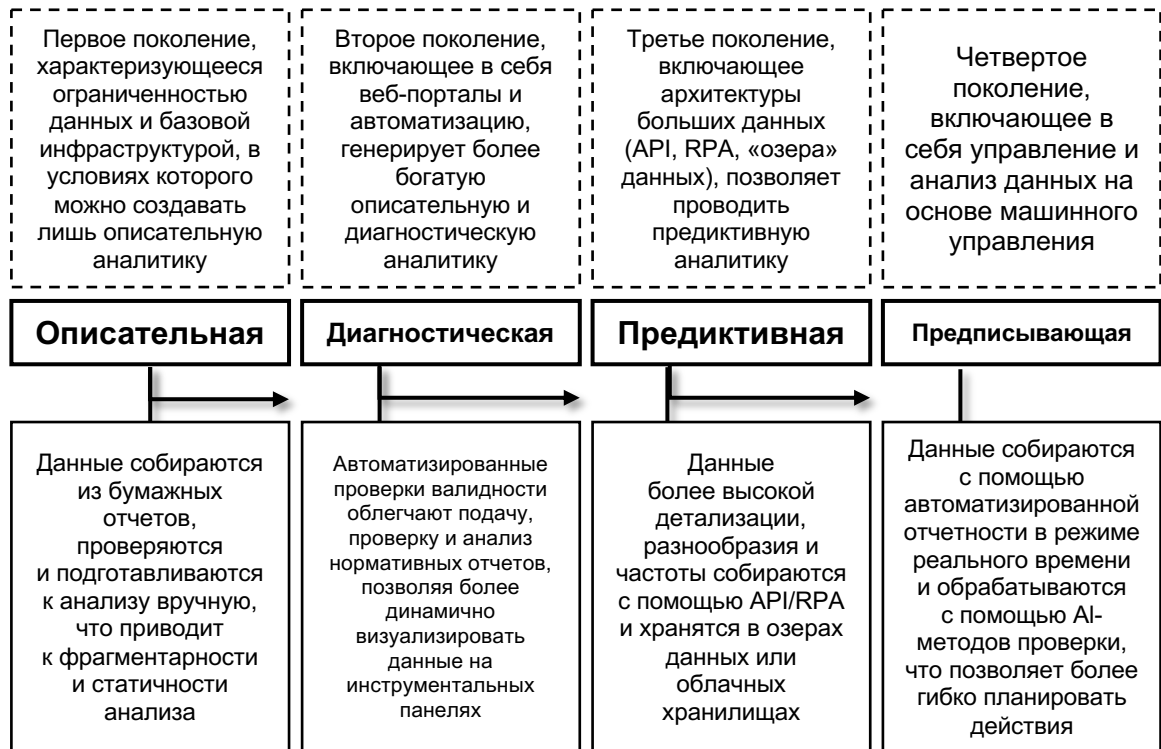 Первое поколение,
характеризующееся
ограниченностью
данных и базовой
инфраструктурой, в
условиях которого
можно создавать
лишь описательную
аналитику
Второе поколение,
включающее в себя
веб-порталы и
автоматизацию,
генерирует более
богатую
описательную и
диагностическую
аналитику
Третье поколение,
включающее
архитектуры
больших данных
(API, RPA, «озера»
данных), позволяет
проводить
предиктивную
аналитику
Четвертое
поколение,
включающее в
себя управление и
анализ данных на
основе машинного
управления
Описательная
Диагностическая
Предиктивная
Предписывающая
Данные собираются
из бумажных
отчетов,
проверяются
и подготавливаются
к анализу вручную,
что приводит
к фрагментарности
и статичности
анализа
Автоматизированные
проверки валидности
облегчают подачу,
проверку и анализ
нормативных отчетов,
позволяя более
динамично
визуализировать
данные на
инструментальных
панелях
Данные
более высокой
детализации,
разнообразия и
частоты собираются
с помощью API/RPA
и хранятся в озерах
данных или
облачных
хранилищах
Данные собираются
с помощью
автоматизированной
отчетности в режиме
реального времени
и обрабатываются
с помощью AI-
методов проверки,
что позволяет более
гибко планировать
действия